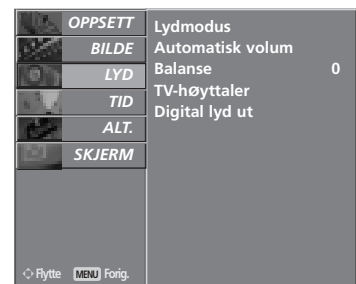 OPPSETT
BILDE
LYD
TID
ALT.
SKJERM
Flytte MENU Forig.
Lydmodus
Automatisk volum
Balanse 0
TV-høyttaler
Digital lyd ut